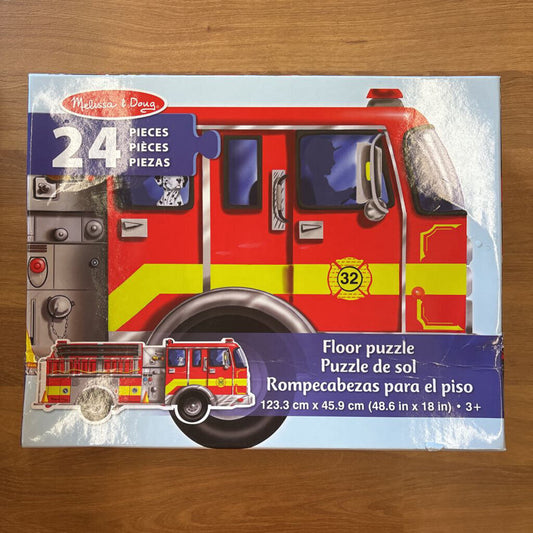 Melissa & Doug
24 PIECES
PIÈCES
PIEZAS
32
Floor puzzle
Puzzle de sol
Rompecabezas para el piso
123.3 cm x 45.9 cm (48.6 in x 18 in) • 3+